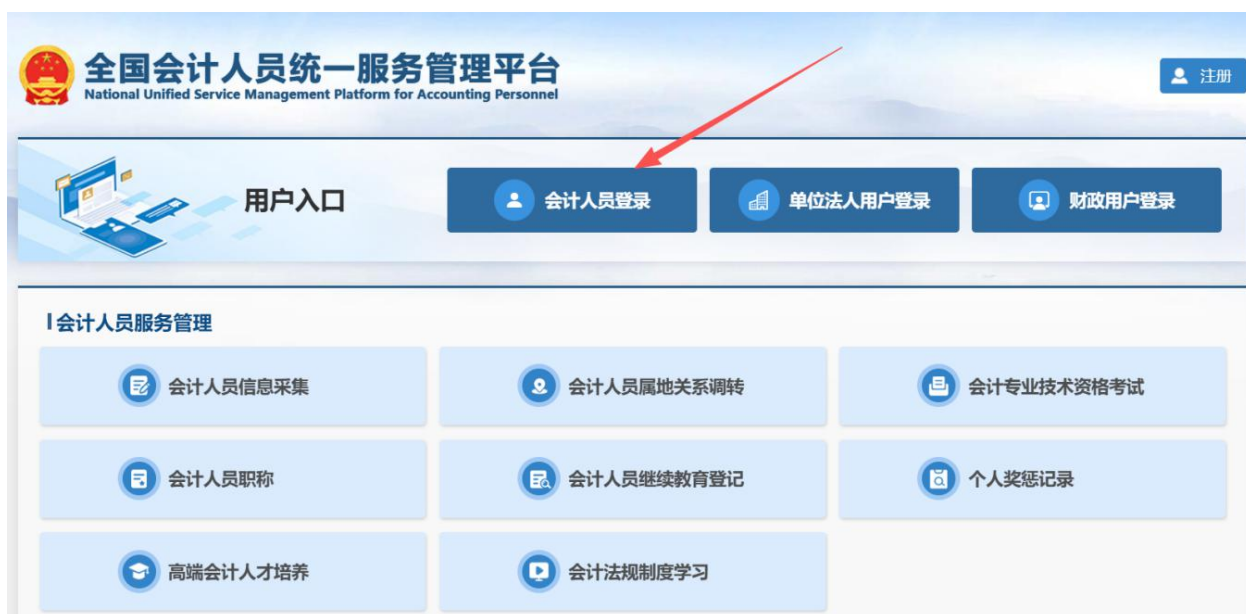 全国会计人员统一服务管理平台
National Unified Service Management Platform for Accounting Personnel
注册
用户入口
会计人员登录
单位法人用户登录
财政用户登录
会计人员服务管理
会计人员信息采集
会计人员属地关系调转
会计专业技术资格考试
会计人员职称
会计人员继续教育登记
个人奖惩记录
高端会计人才培养
会计法规制度学习